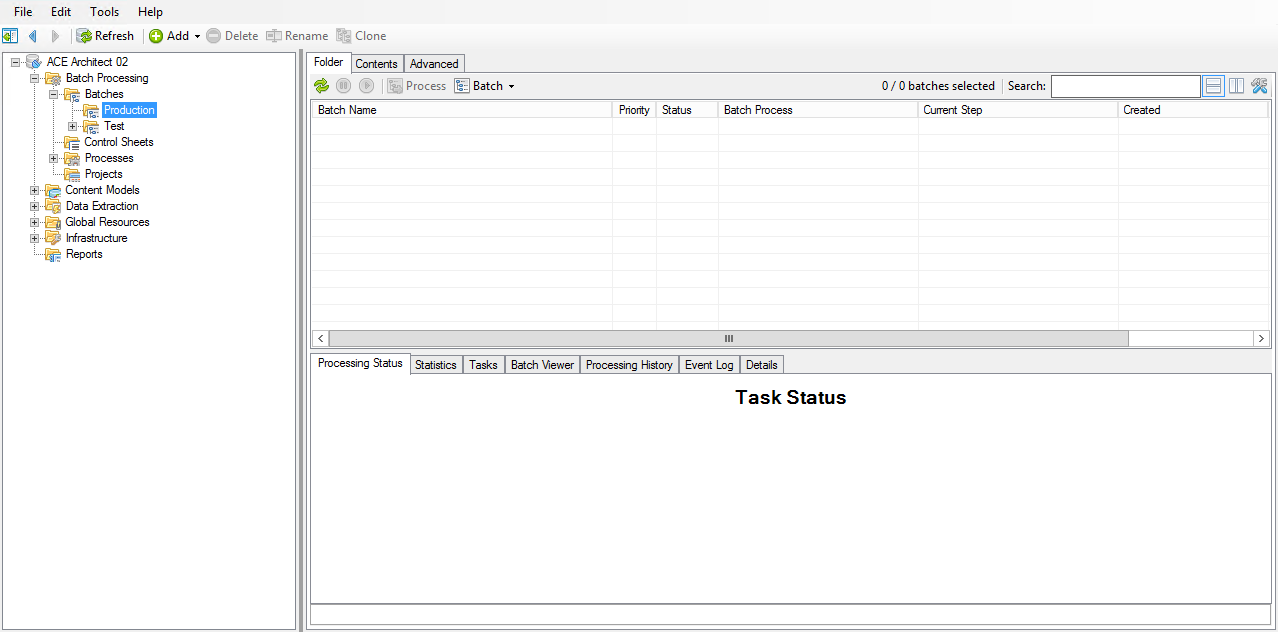 File Edit Tools Help
Refresh Add Delete Rename Clone
ACE Architect 02
Batch Processing
Batches
Production
Test
Control Sheets
Processes
Projects
Content Models
Data Extraction
Global Resources
Infrastructure
Reports
Folder Contents Advanced
Process Batch 0 / 0 batches selected Search:
Batch Name Priority Status Batch Process Current Step Created
Processing Status Statistics Tasks Batch Viewer Processing History Event Log Details
Task Status